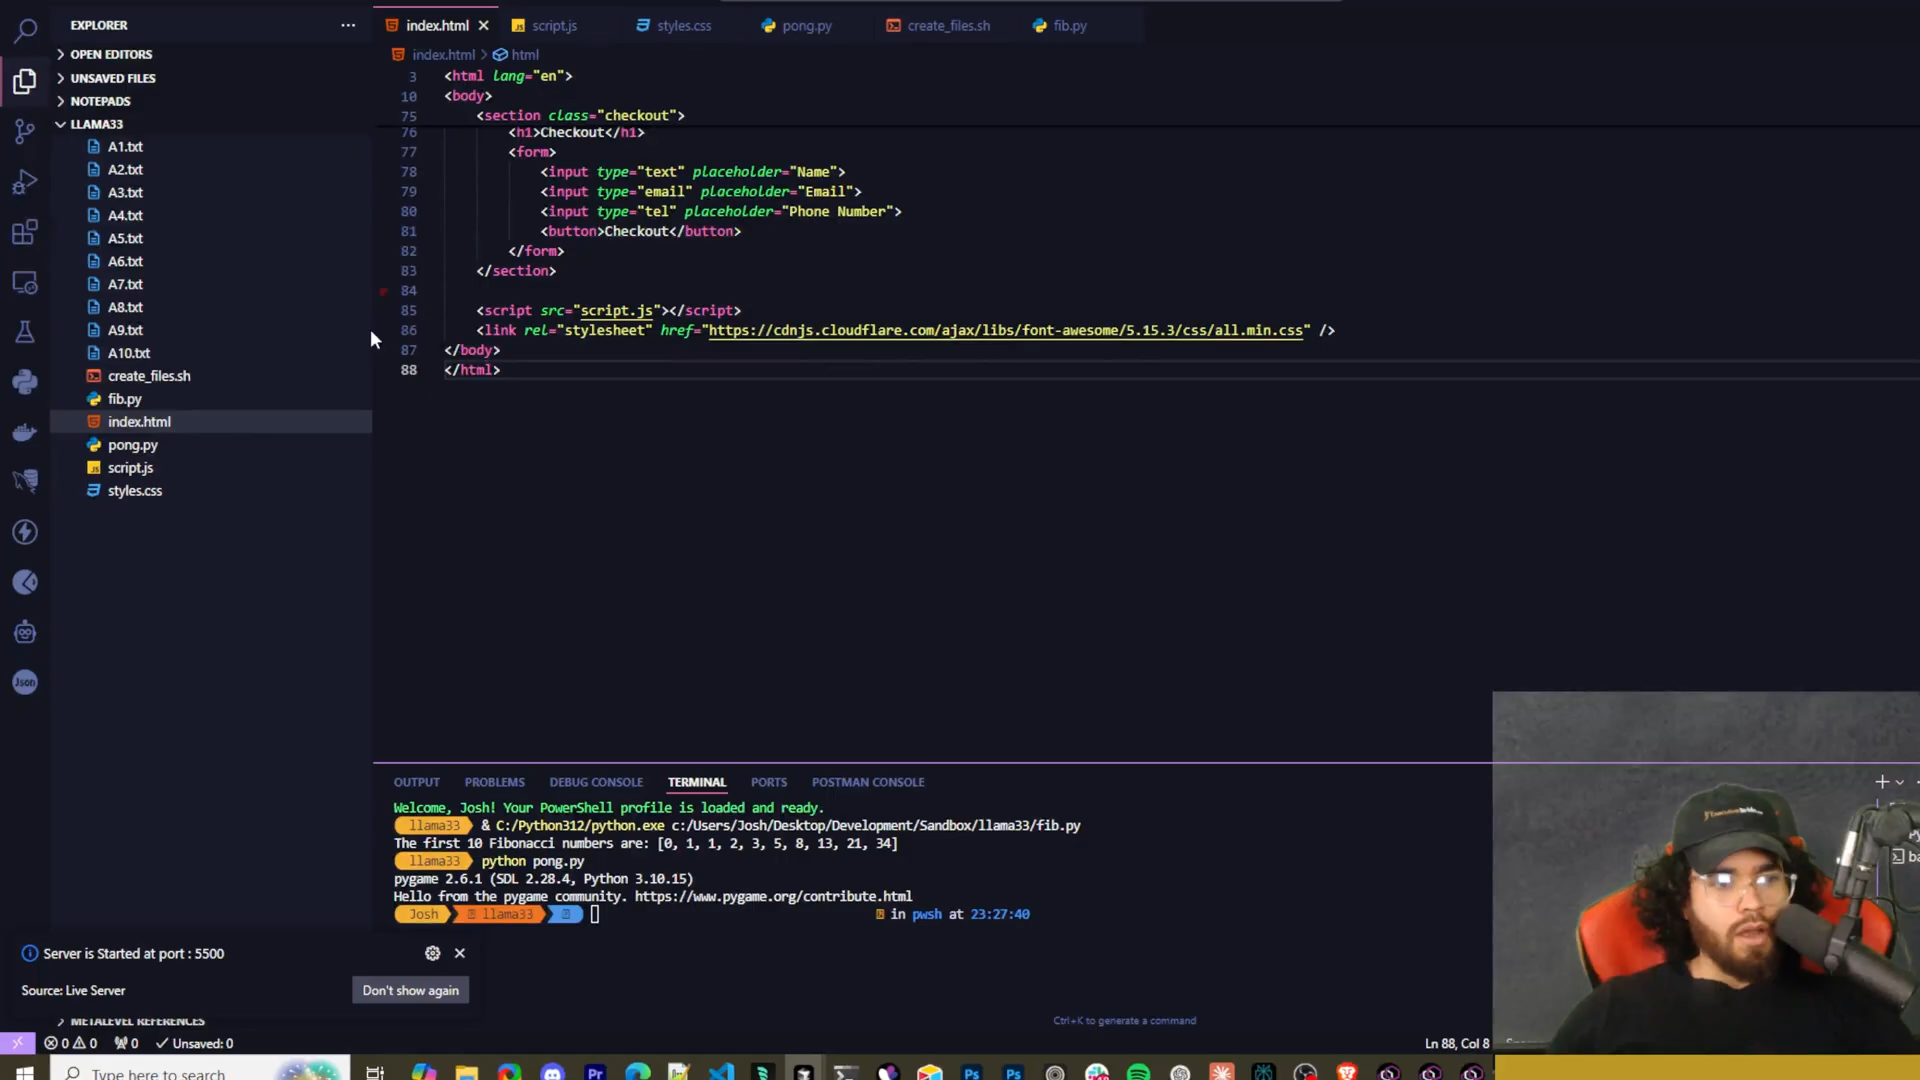 EXPLORER
OPEN EDITORS
UNSAVED FILES
NOTEPADS
LLAMA33
A1.txt
A2.txt
A3.txt
A4.txt
A5.txt
A6.txt
A7.txt
A8.txt
A9.txt
A10.txt
create_files.sh
fib.py
index.html
pong.py
script.js
styles.css
Json
index.html script.js styles.css pong.py create_files.sh fib.py
index.html > html
3 <html lang="en">
10 <body>
75 <section class="checkout">
76 <h1>Checkout</h1>
77 <form>
78 <input type="text" placeholder="Name">
79 <input type="email" placeholder="Email">
80 <input type="tel" placeholder="Phone Number">
81 <button>Checkout</button>
82 </form>
83 </section>
84
85 <script src="script.js"></script>
86 <link rel="stylesheet" href="https://cdnjs.cloudflare.com/ajax/libs/font-awesome/5.15.3/css/all.min.css" />
87 </body>
88 </html>
OUTPUT PROBLEMS DEBUG CONSOLE TERMINAL PORTS POSTMAN CONSOLE
Welcome, Josh! Your PowerShell profile is loaded and ready.
llama33 & C:/Python312/python.exe c:/Users/Josh/Desktop/Development/Sandbox/llama33/fib.py
The first 10 Fibonacci numbers are: [0, 1, 1, 2, 3, 5, 8, 13, 21, 34]
llama33 python pong.py
pygame 2.6.1 (SDL 2.28.4, Python 3.10.15)
Hello from the pygame community. https://www.pygame.org/contribute.html
Josh llama33 in pwsh at 23:27:40
Server is Started at port : 5500
Source: Live Server
Don't show again
METALEVEL REFERENCES
Ctrl+K to generate a command
0 0 0 Unsaved: 0
Ln 88, Col 8
Type here to search